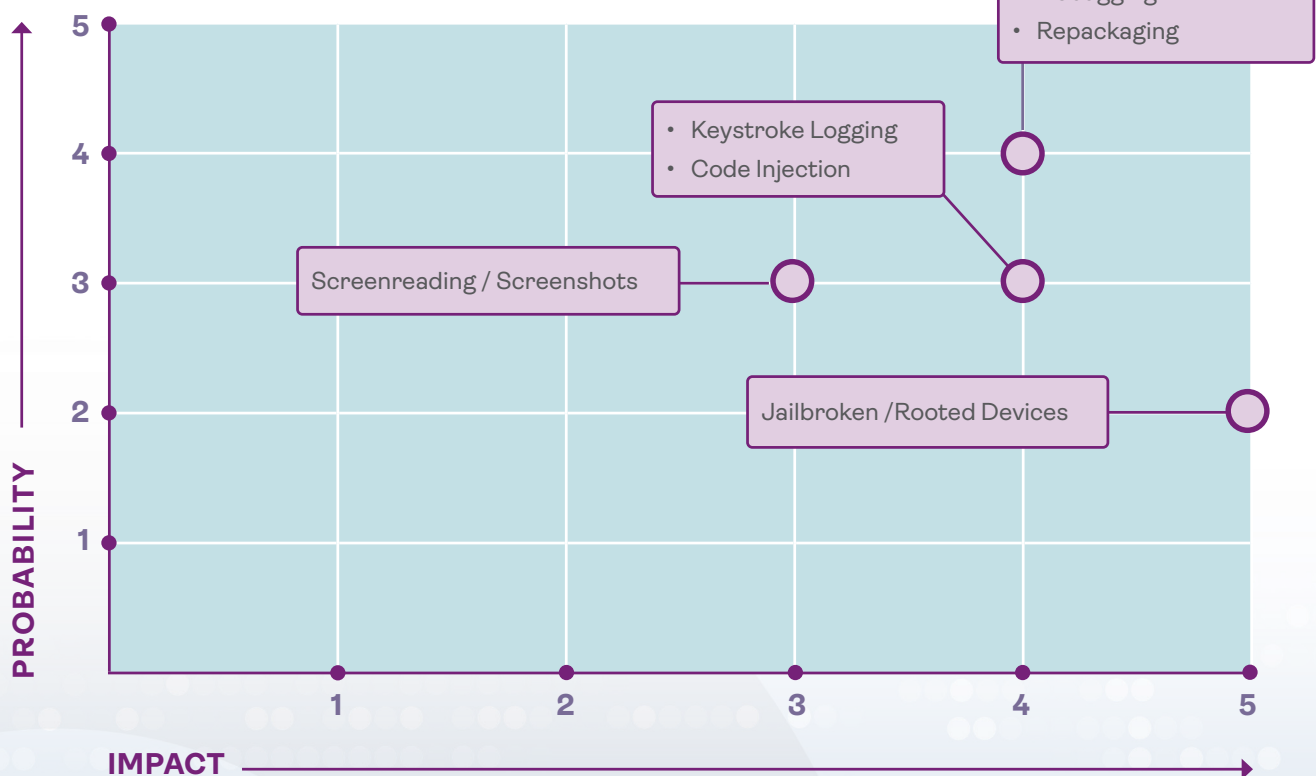 5
• Repackaging
• Keystroke Logging
4
• Code Injection
3
Screenreading / Screenshots
2
Jailbroken /Rooted Devices
1
PROBABILITY
1 2 3 4 5
IMPACT